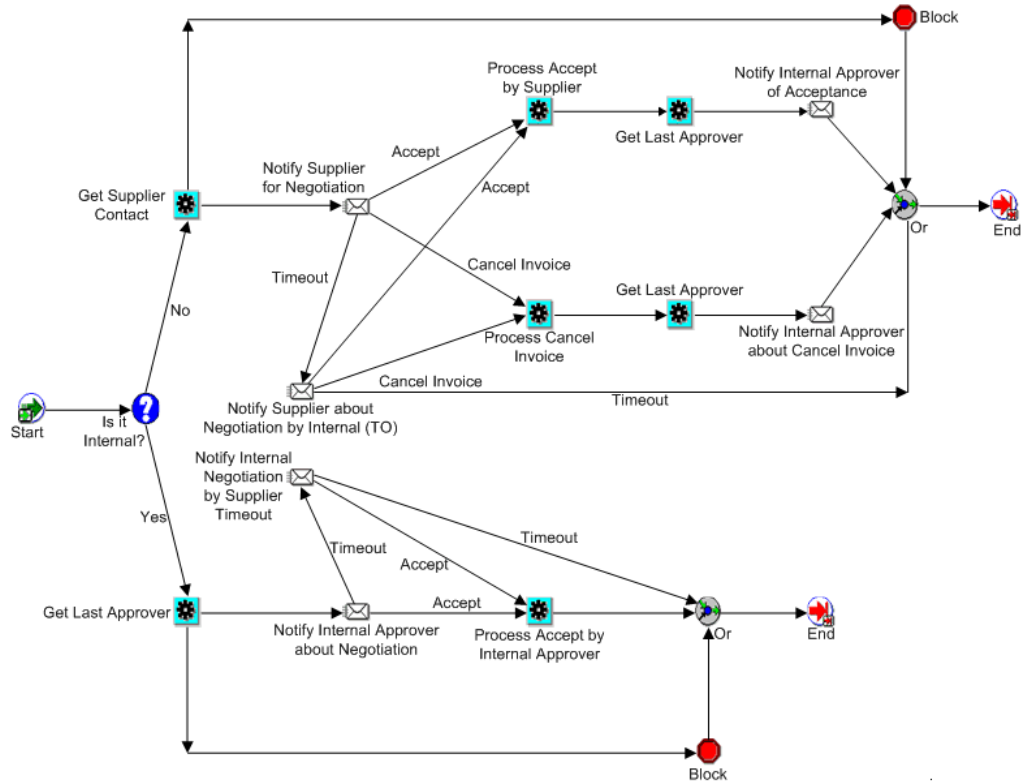 Block
Process Accept
by Supplier
Notify Internal Approver
of Acceptance
Get Last Approver
Accept
Notify Supplier
for Negotiation
Accept
Get Supplier
Contact
Or
End
Cancel Invoice
Timeout
Get Last Approver
No
Process Cancel
Invoice
Notify Internal Approver
about Cancel Invoice
Cancel Invoice
Timeout
Notify Supplier about
Negotiation by Internal (TO)
Start
Is it
Internal?
Notify Internal
Negotiation
by Supplier
Timeout
Yes
Timeout
Timeout
Accept
Get Last Approver
Accept
Notify Internal Approver
about Negotiation
Process Accept by
Internal Approver
Or
End
Block